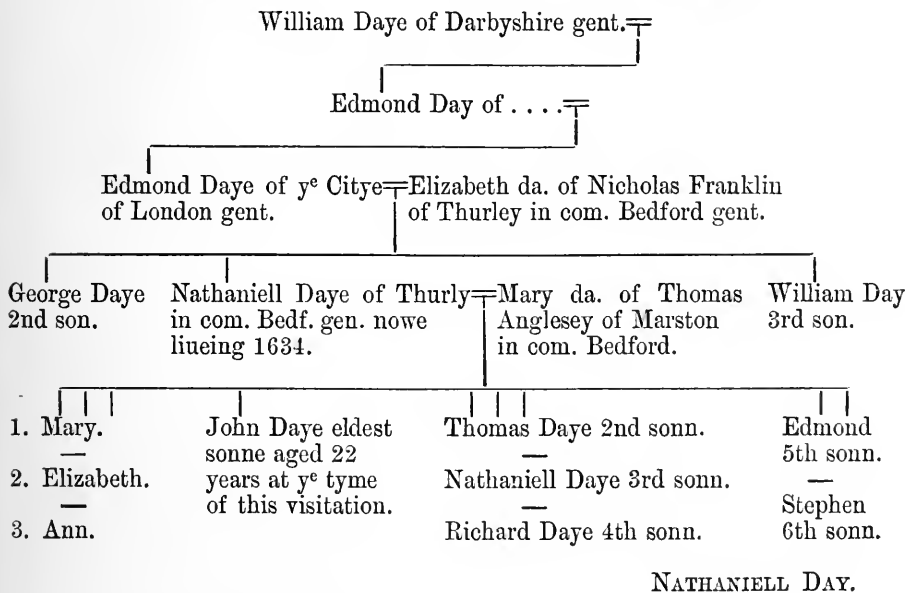 William Daye of Darbyshire gent.
Edmond Day of . . . .
Edmond Daye of yᵉ Citye
of London gent.
Elizabeth da. of Nicholas Franklin
of Thurley in com. Bedford gent.
George Daye
2nd son.
Nathaniell Daye of Thurly
in com. Bedf. gen. nowe
liueing 1634.
Mary da. of Thomas
Anglesey of Marston
in com. Bedford.
William Day
3rd son.
1. Mary.
2. Elizabeth.
3. Ann.
John Daye eldest
sonne aged 22
years at yᵉ tyme
of this visitation.
Thomas Daye 2nd sonn.
Nathaniell Daye 3rd sonn.
Richard Daye 4th sonn.
Edmond
5th sonn.
Stephen
6th sonn.
NATHANIELL DAY.